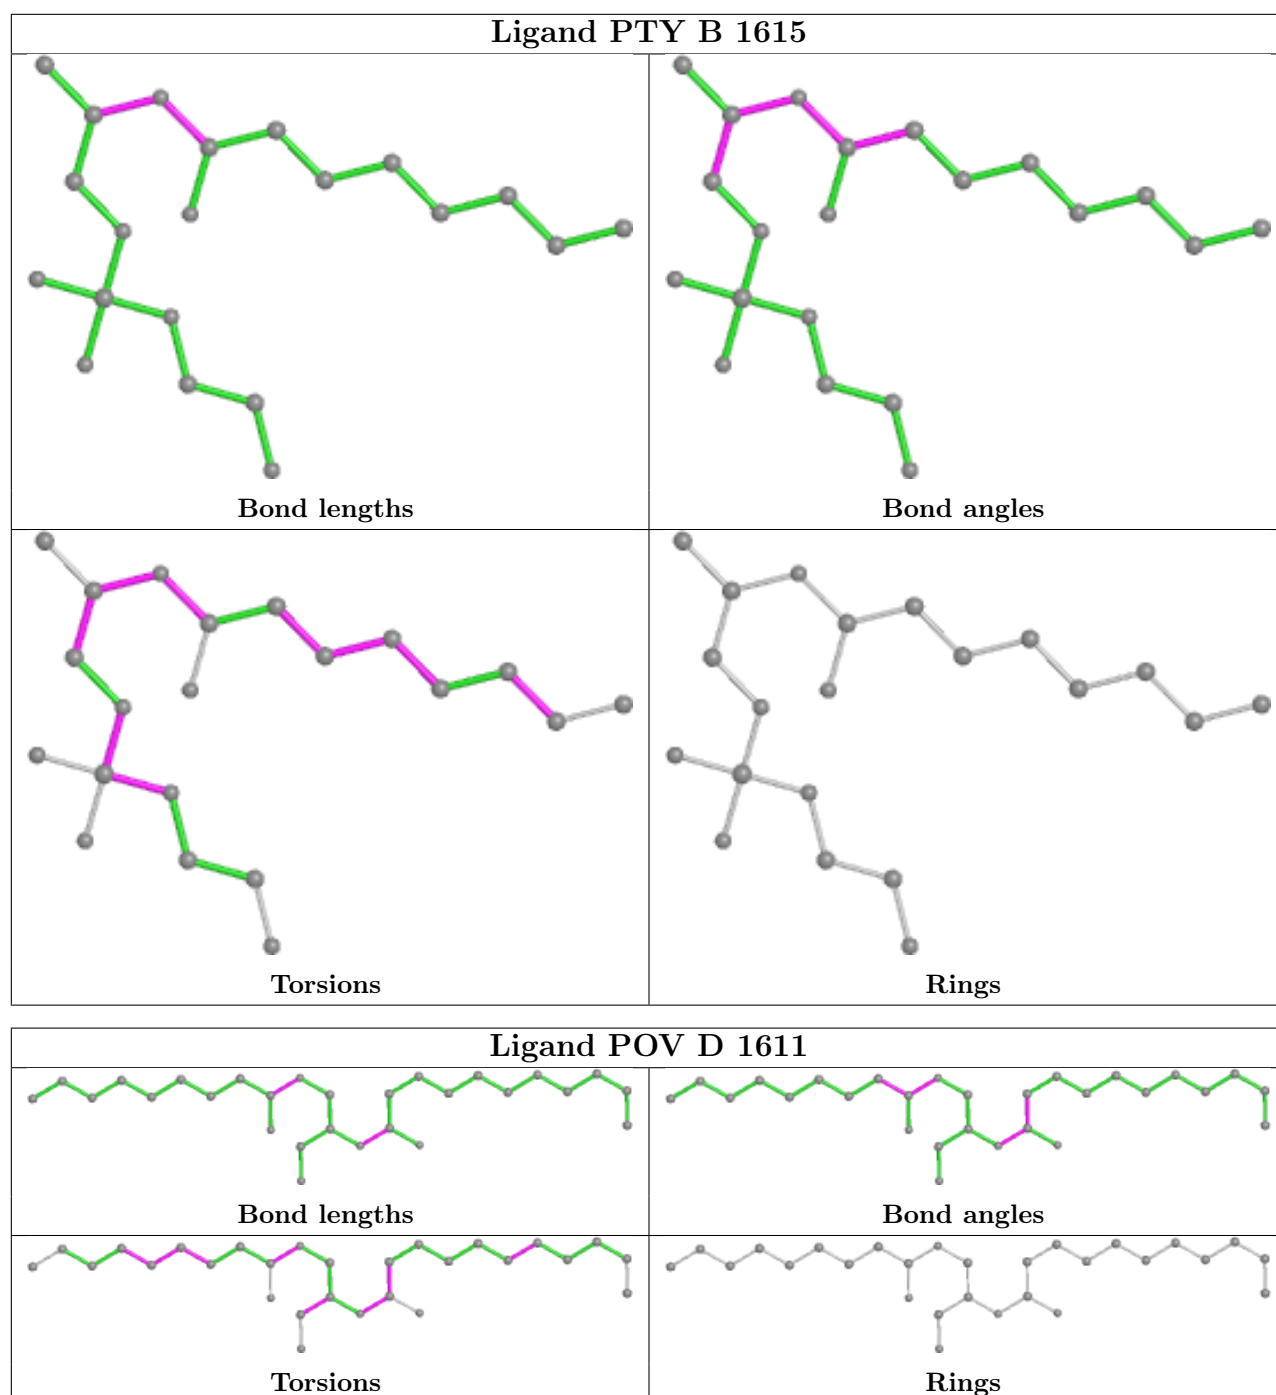 Ligand PTY B 1615
Bond lengths
Bond angles
Torsions
Rings
Ligand POV D 1611
Bond lengths
Bond angles
Torsions
Rings